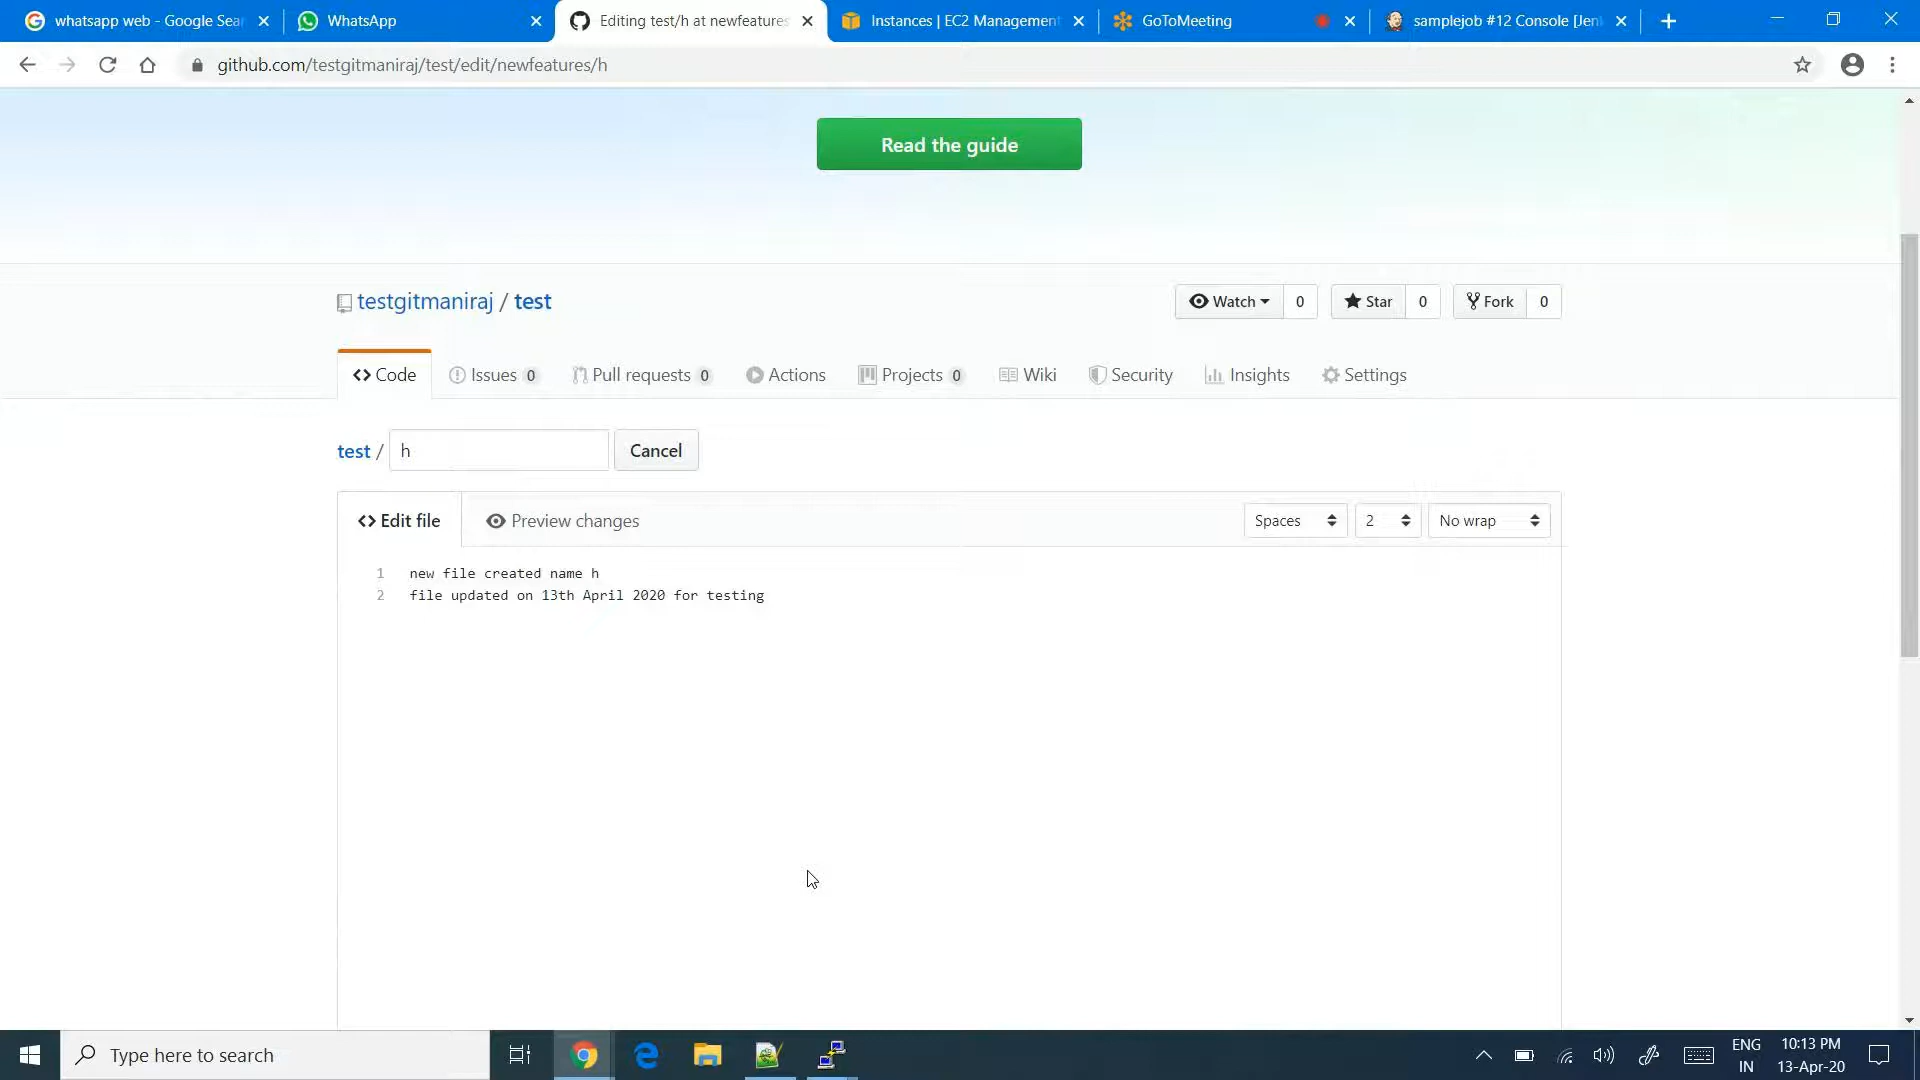 whatsapp web - Google Sear
WhatsApp
Editing test/h at newfeatures
Instances | EC2 Management
GoToMeeting
samplejob #12 Console [Jen
github.com/testgitmaniraj/test/edit/newfeatures/h
Read the guide
testgitmaniraj / test
Watch 0
Star 0
Fork 0
Code
Issues 0
Pull requests 0
Actions
Projects 0
Wiki
Security
Insights
Settings
test / h
Cancel
Edit file
Preview changes
Spaces
2
No wrap
1 new file created name h
2 file updated on 13th April 2020 for testing
Type here to search
ENG
IN
10:13 PM
13-Apr-20